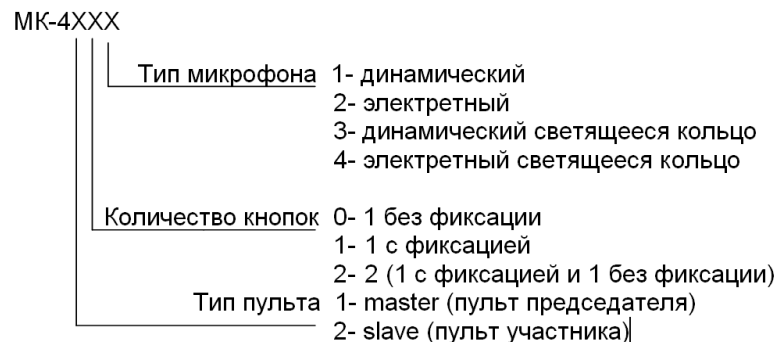 МК-4XXX
Тип микрофона 1- динамический
2- электретный
3- динамический светящееся кольцо
4- электретный светящееся кольцо
Количество кнопок 0- 1 без фиксации
1- 1 с фиксацией
2- 2 (1 с фиксацией и 1 без фиксации)
Тип пульта 1- master (пульт председателя)
2- slave (пульт участника)